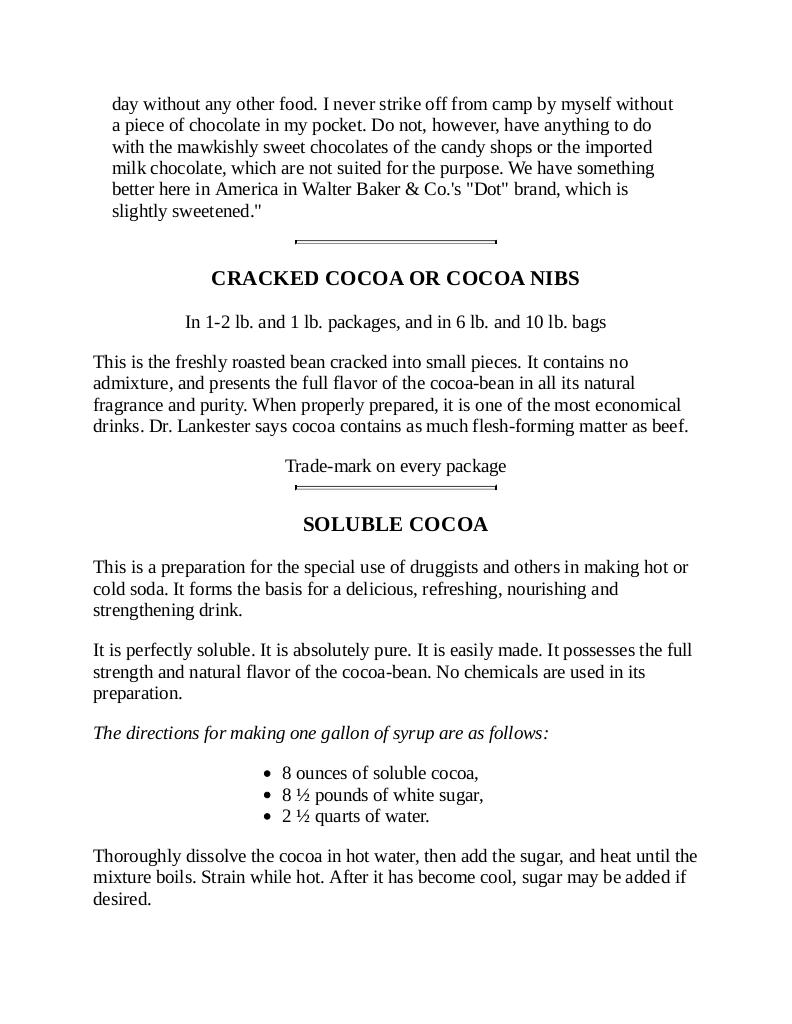 day without any other food. I never strike off from camp by myself without
a piece of chocolate in my pocket. Do not, however, have anything to do
with the mawkishly sweet chocolates of the candy shops or the imported
milk chocolate, which are not suited for the purpose. We have something
better here in America in Walter Baker & Co.'s "Dot" brand, which is
slightly sweetened."
CRACKED COCOA OR COCOA NIBS
In 1-2 lb. and 1 lb. packages, and in 6 lb. and 10 lb. bags
This is the freshly roasted bean cracked into small pieces. It contains no
admixture, and presents the full flavor of the cocoa-bean in all its natural
fragrance and purity. When properly prepared, it is one of the most economical
drinks. Dr. Lankester says cocoa contains as much flesh-forming matter as beef.
Trade-mark on every package
SOLUBLE COCOA
This is a preparation for the special use of druggists and others in making hot or
cold soda. It forms the basis for a delicious, refreshing, nourishing and
strengthening drink.
It is perfectly soluble. It is absolutely pure. It is easily made. It possesses the full
strength and natural flavor of the cocoa-bean. No chemicals are used in its
preparation.
The directions for making one gallon of syrup are as follows:
• 8 ounces of soluble cocoa,
• 8 ½ pounds of white sugar,
• 2 ½ quarts of water.
Thoroughly dissolve the cocoa in hot water, then add the sugar, and heat until the
mixture boils. Strain while hot. After it has become cool, sugar may be added if
desired.